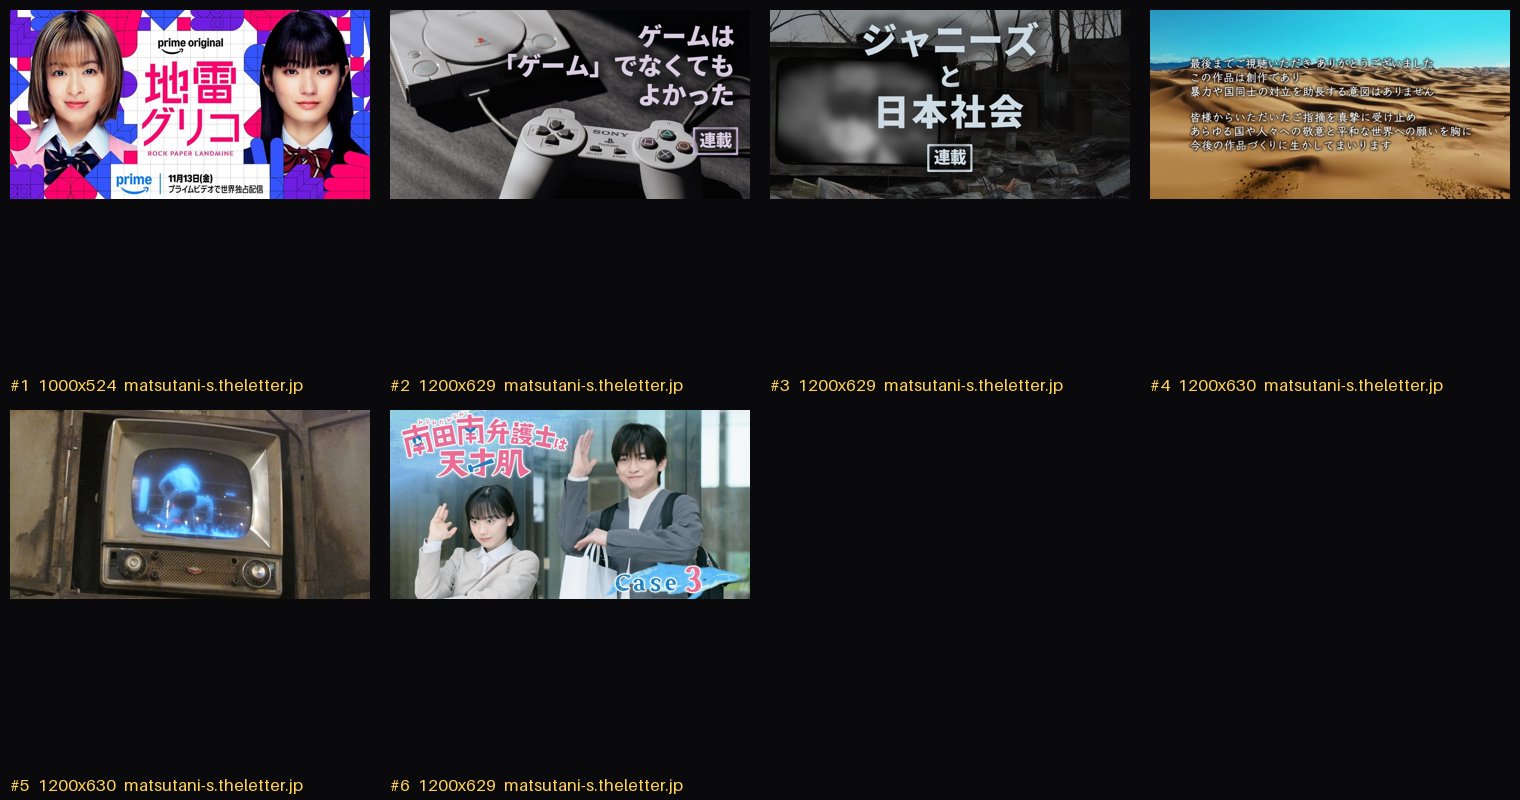 prime original
地雷
グリコ
ROCK PAPER LANDMINE
prime
11月13日(金)
プライムビデオで世界独占配信
#1 1000x524 matsutani-s.theletter.jp
SONY
ゲームは
「ゲーム」でなくても
よかった
SONY
SELECT
START
連載
#2 1200x629 matsutani-s.theletter.jp
ジャニーズ
と
日本社会
連載
#3 1200x629 matsutani-s.theletter.jp
最後までご視聴いただき ありがとうございました
この作品は創作であり
暴力や国同士の対立を助長する意図はありません
皆様からいただいたご指摘を真摯に受け止め
あらゆる国や人々への敬意と平和な世界への願いを胸に
今後の作品づくりに生かしてまいります
#4 1200x630 matsutani-s.theletter.jp
#5 1200x630 matsutani-s.theletter.jp
南田南弁護士は
天才肌
Case 3
#6 1200x629 matsutani-s.theletter.jp